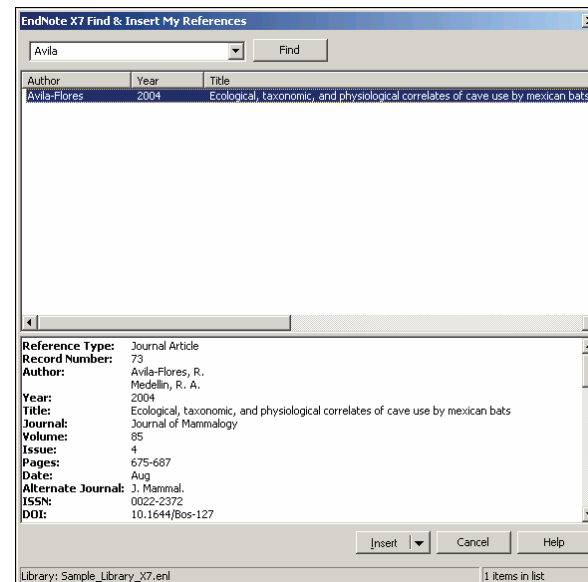 EndNote X7 Find & Insert My References
Avila
Find
Author Year Title
Avila-Flores 2004 Ecological, taxonomic, and physiological correlates of cave use by mexican bats
Reference Type: Journal Article
Record Number: 73
Author: Avila-Flores, R.
Medellin, R. A.
Year: 2004
Title: Ecological, taxonomic, and physiological correlates of cave use by mexican bats
Journal: Journal of Mammalogy
Volume: 85
Issue: 4
Pages: 675-687
Date: Aug
Alternate Journal: J. Mammal.
ISSN: 0022-2372
DOI: 10.1644/Bos-127
Insert Cancel Help
Library: Sample_Library_X7.enl 1 items in list